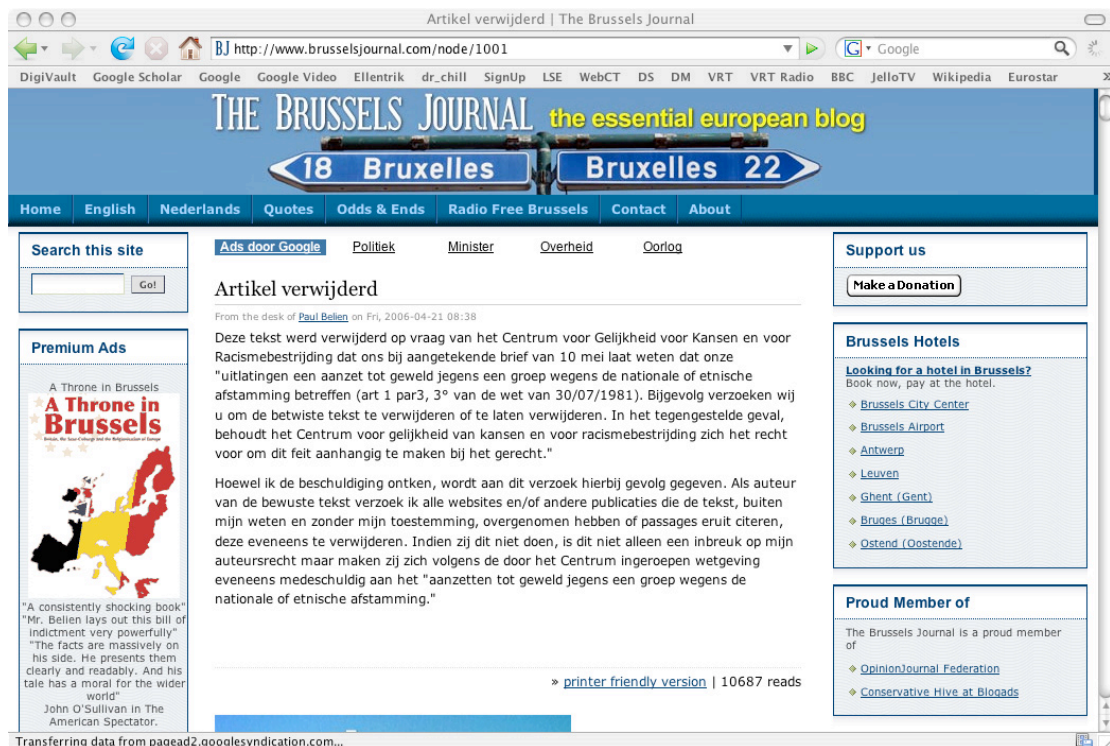 Artikel verwijderd | The Brussels Journal
BJ http://www.brusselsjournal.com/node/1001
G Google
DigiVault Google Scholar Google Google Video Ellentrik dr_chill SignUp LSE WebCT DS DM VRT VRT Radio BBC JelloTV Wikipedia Eurostar
THE BRUSSELS JOURNAL the essential european blog
18 Bruxelles Bruxelles 22
Home English Nederlands Quotes Odds & Ends Radio Free Brussels Contact About
Search this site
Go!
Premium Ads
A Throne in Brussels
A Throne in
Brussels
"A consistently shocking book"
"Mr. Belien lays out this bill of
indictment very powerfully"
"The facts are massively on
his side. He presents them
clearly and readably. And his
tale has a moral for the wider
world"
John O'Sullivan in The
American Spectator.
Ads door Google Politiek Minister Overheid Oorlog
Artikel verwijderd
From the desk of Paul Belien on Fri, 2006-04-21 08:38
Deze tekst werd verwijderd op vraag van het Centrum voor Gelijkheid voor Kansen en voor
Racismebestrijding dat ons bij aangetekende brief van 10 mei laat weten dat onze
"uitlatingen een aanzet tot geweld jegens een groep wegens de nationale of etnische
afstamming betreffen (art 1 par3, 3° van de wet van 30/07/1981). Bijgevolg verzoeken wij
u om de betwiste tekst te verwijderen of te laten verwijderen. In het tegengestelde geval,
behoudt het Centrum voor gelijkheid van kansen en voor racismebestrijding zich het recht
voor om dit feit aanhangig te maken bij het gerecht."
Hoewel ik de beschuldiging ontken, wordt aan dit verzoek hierbij gevolg gegeven. Als auteur
van de bewuste tekst verzoek ik alle websites en/of andere publicaties die de tekst, buiten
mijn weten en zonder mijn toestemming, overgenomen hebben of passages eruit citeren,
deze eveneens te verwijderen. Indien zij dit niet doen, is dit niet alleen een inbreuk op mijn
auteursrecht maar maken zij zich volgens de door het Centrum ingeroepen wetgeving
eveneens medeschuldig aan het "aanzetten tot geweld jegens een groep wegens de
nationale of etnische afstamming."
» printer friendly version | 10687 reads
Support us
Make a Donation
Brussels Hotels
Looking for a hotel in Brussels?
Book now, pay at the hotel.
Brussels City Center
Brussels Airport
Antwerp
Leuven
Ghent (Gent)
Bruges (Brugge)
Ostend (Oostende)
Proud Member of
The Brussels Journal is a proud member
of
OpinionJournal Federation
Conservative Hive at Blogads
Transferring data from pagead2.googlesyndication.com...